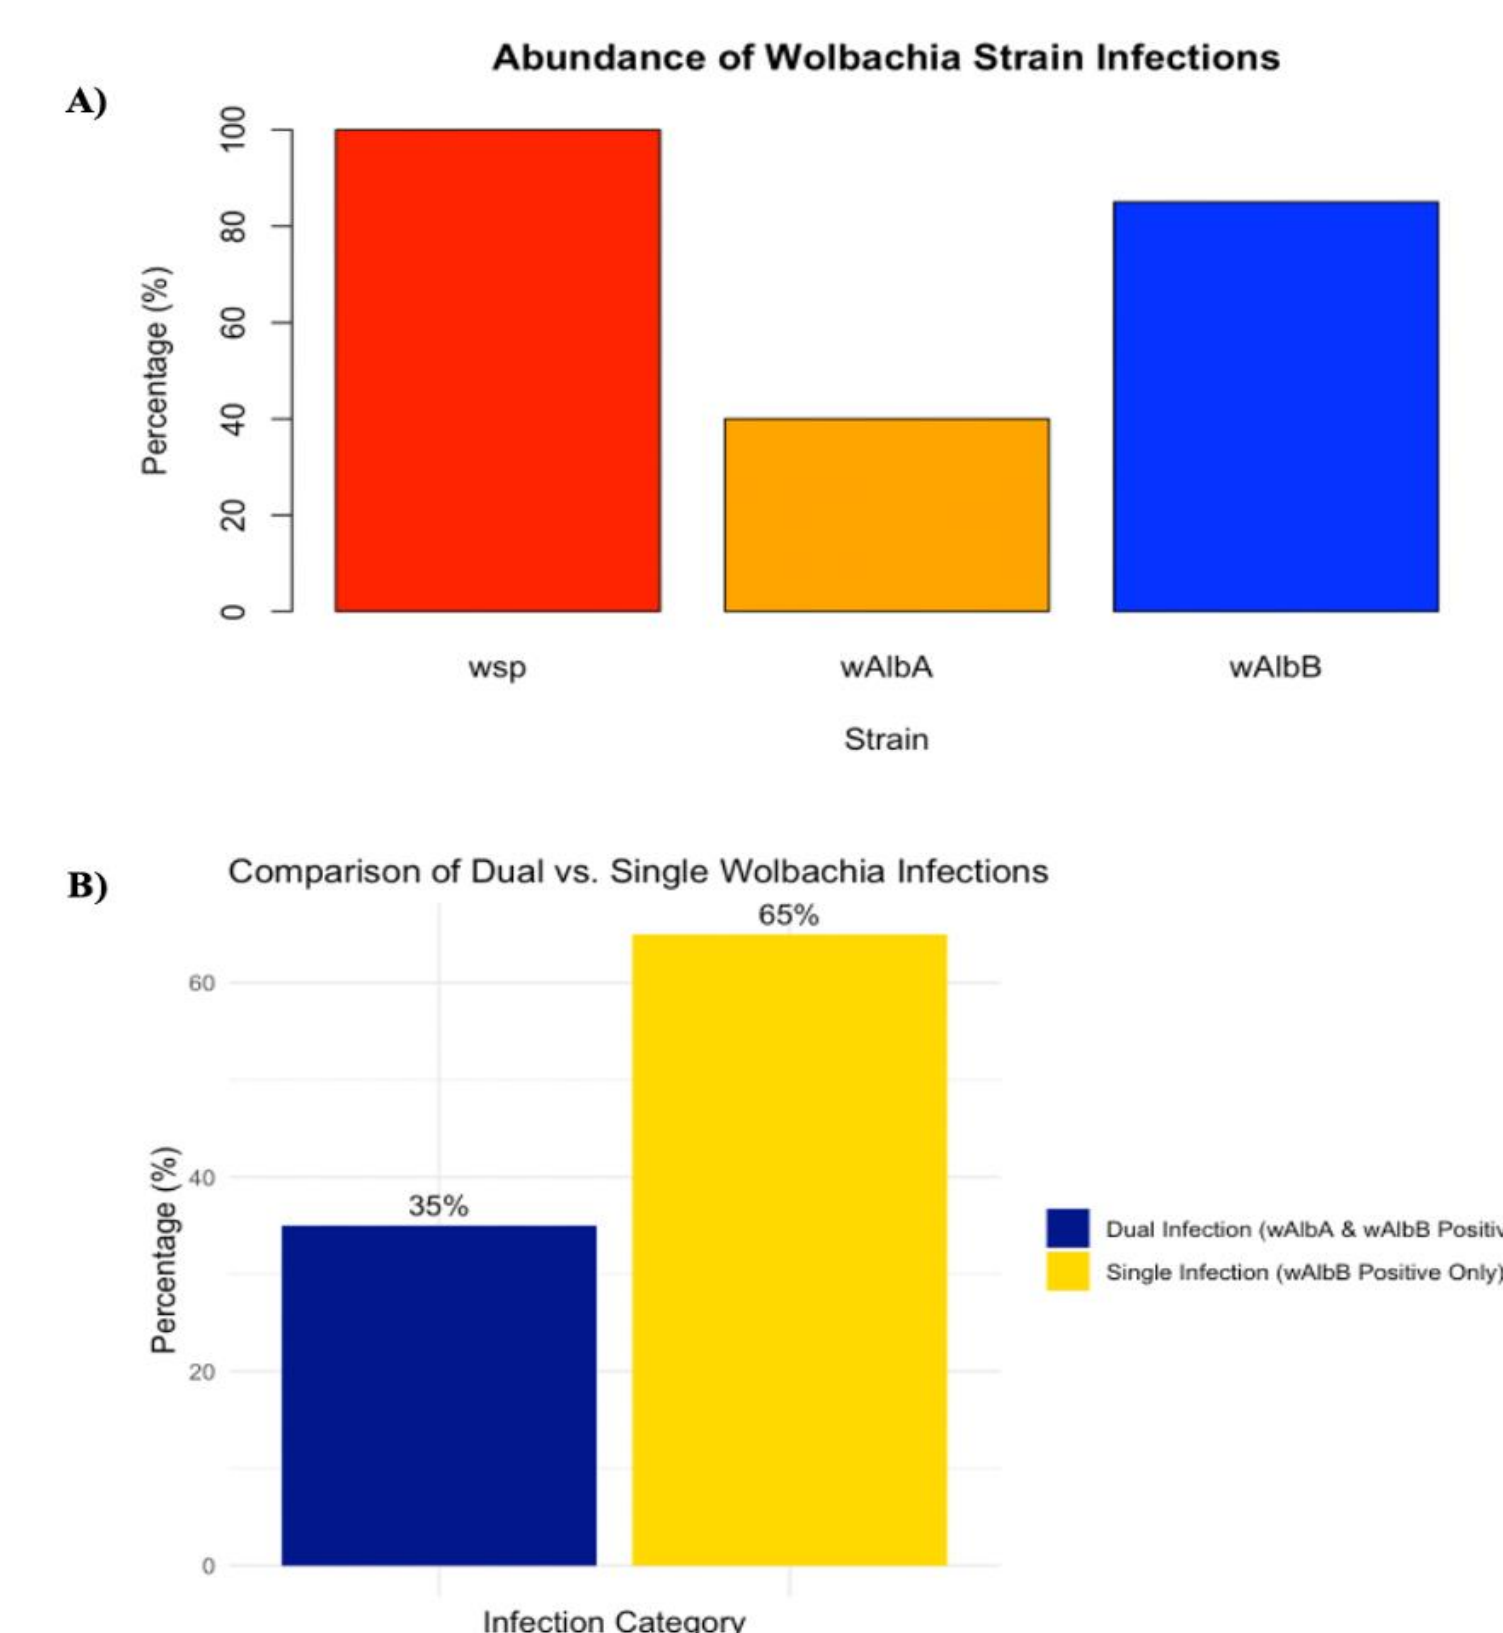 Abundance of Wolbachia Strain Infections
A)
100
80
60
40
20
0
Percentage (%)
wsp wAlbA wAlbB
Strain
Comparison of Dual vs. Single Wolbachia Infections
B)
65%
60
40
35%
20
0
Percentage (%)
Dual Infection (wAlbA & wAlbB Positiv
Single Infection (wAlbB Positive Only)
Infection Category